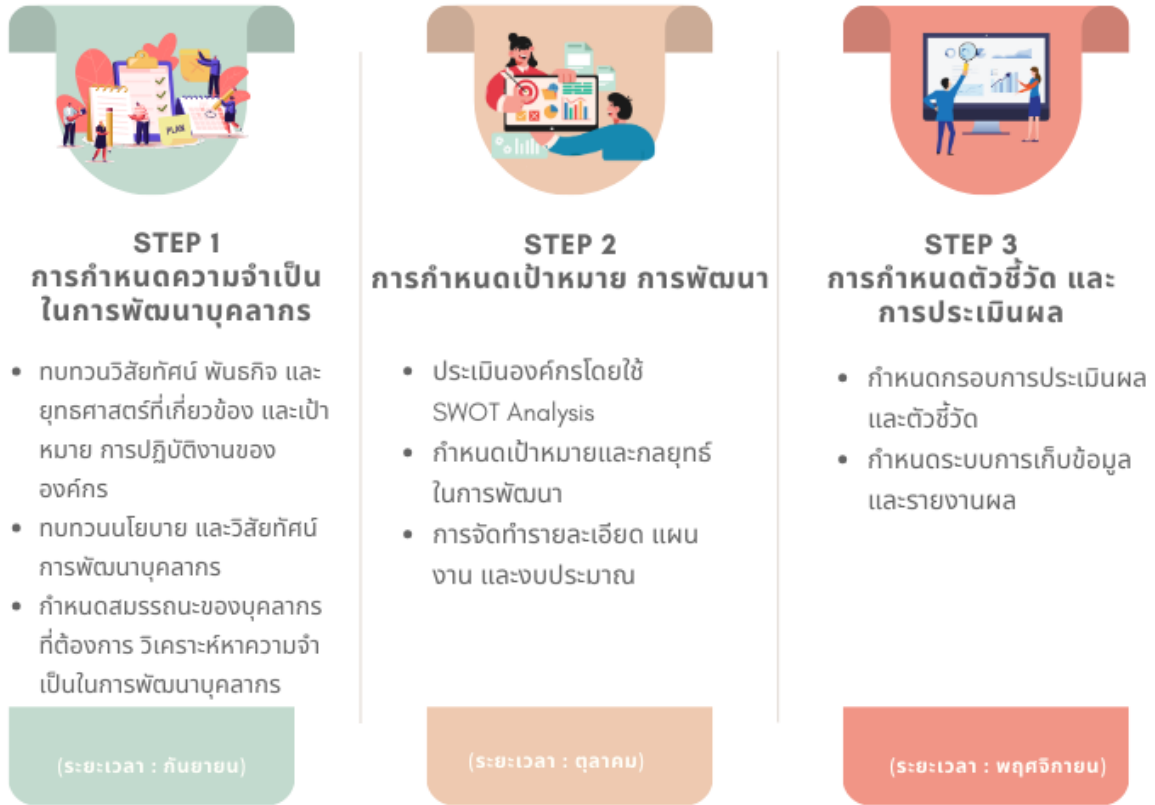 PLAN
STEP 1
การกำหนดความจำเป็น
ในการพัฒนาบุคลากร
• ทบทวนวิสัยทัศน์ พันธกิจ และ
ยุทธศาสตร์ที่เกี่ยวข้อง และเป้า
หมาย การปฏิบัติงานของ
องค์กร
• ทบทวนนโยบาย และวิสัยทัศน์
การพัฒนาบุคลากร
• กำหนดสมรรถนะของบุคลากร
ที่ต้องการ วิเคราะห์หาความจำ
เป็นในการพัฒนาบุคลากร
(ระยะเวลา : กันยายน)
STEP 2
การกำหนดเป้าหมาย การพัฒนา
• ประเมินองค์กรโดยใช้
SWOT Analysis
• กำหนดเป้าหมายและกลยุทธ์
ในการพัฒนา
• การจัดทำรายละเอียด แผน
งาน และงบประมาณ
(ระยะเวลา : ตุลาคม)
STEP 3
การกำหนดตัวชี้วัด และ
การประเมินผล
• กำหนดกรอบการประเมินผล
และตัวชี้วัด
• กำหนดระบบการเก็บข้อมูล
และรายงานผล
(ระยะเวลา : พฤศจิกายน)